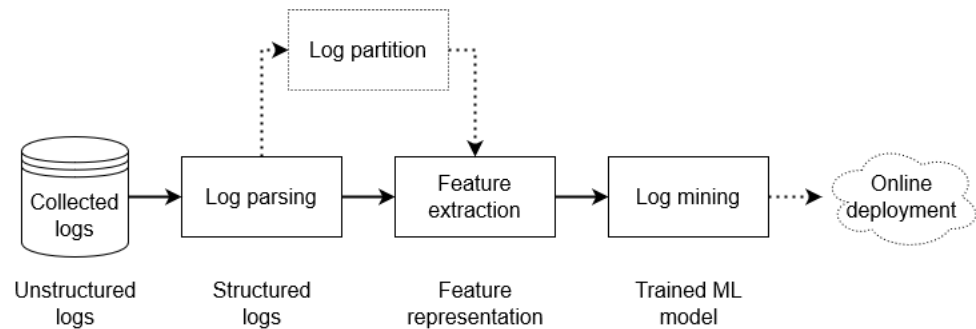 Log partition
Collected
logs
Log parsing
Feature
extraction
Log mining
Online
deployment
Unstructured
logs
Structured
logs
Feature
representation
Trained ML
model